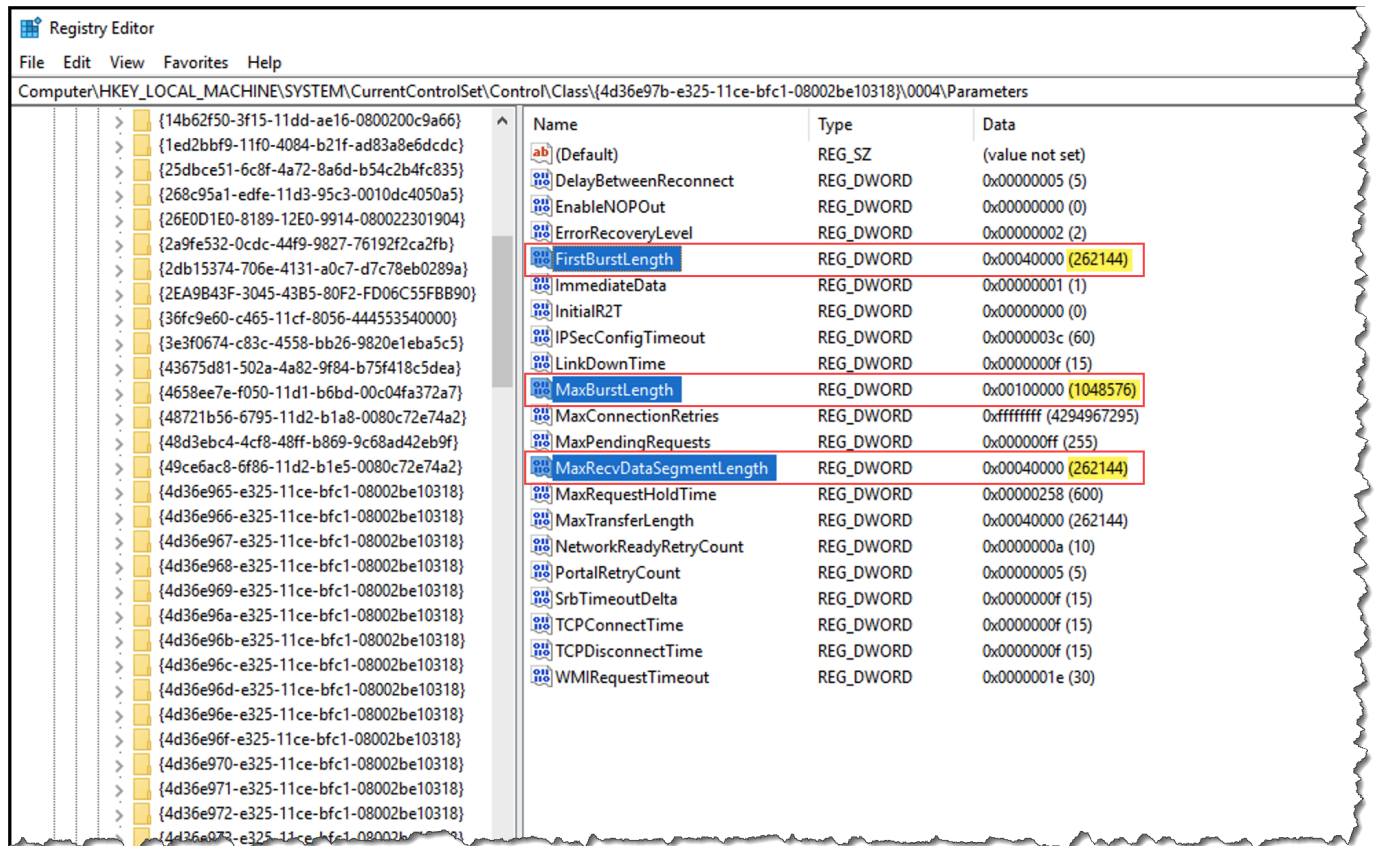 Registry Editor
File Edit View Favorites Help
Computer\HKEY_LOCAL_MACHINE\SYSTEM\CurrentControlSet\Control\Class\{4d36e97b-e325-11ce-bfc1-08002be10318}\0004\Parameters
{14b62f50-3f15-11dd-ae16-0800200c9a66}
{1ed2bbf9-11f0-4084-b21f-ad83a8e6dcdc}
{25dbce51-6c8f-4a72-8a6d-b54c2b4fc835}
{268c95a1-edfe-11d3-95c3-0010dc4050a5}
{26E0D1E0-8189-12E0-9914-080022301904}
{2a9fe532-0cdc-44f9-9827-76192f2ca2fb}
{2db15374-706e-4131-a0c7-d7c78eb0289a}
{2EA9B43F-3045-43B5-80F2-FD06C55FBB90}
{36fc9e60-c465-11cf-8056-444553540000}
{3e3f0674-c83c-4558-bb26-9820e1eba5c5}
{43675d81-502a-4a82-9f84-b75f418c5dea}
{4658ee7e-f050-11d1-b6bd-00c04fa372a7}
{48721b56-6795-11d2-b1a8-0080c72e74a2}
{48d3ebc4-4cf8-48ff-b869-9c68ad42eb9f}
{49ce6ac8-6f86-11d2-b1e5-0080c72e74a2}
{4d36e965-e325-11ce-bfc1-08002be10318}
{4d36e966-e325-11ce-bfc1-08002be10318}
{4d36e967-e325-11ce-bfc1-08002be10318}
{4d36e968-e325-11ce-bfc1-08002be10318}
{4d36e969-e325-11ce-bfc1-08002be10318}
{4d36e96a-e325-11ce-bfc1-08002be10318}
{4d36e96b-e325-11ce-bfc1-08002be10318}
{4d36e96c-e325-11ce-bfc1-08002be10318}
{4d36e96d-e325-11ce-bfc1-08002be10318}
{4d36e96e-e325-11ce-bfc1-08002be10318}
{4d36e96f-e325-11ce-bfc1-08002be10318}
{4d36e970-e325-11ce-bfc1-08002be10318}
{4d36e971-e325-11ce-bfc1-08002be10318}
{4d36e972-e325-11ce-bfc1-08002be10318}
Name Type Data
(Default) REG_SZ (value not set)
DelayBetweenReconnect REG_DWORD 0x00000005 (5)
EnableNOPOut REG_DWORD 0x00000000 (0)
ErrorRecoveryLevel REG_DWORD 0x00000002 (2)
FirstBurstLength REG_DWORD 0x00040000 (262144)
ImmediateData REG_DWORD 0x00000001 (1)
InitialR2T REG_DWORD 0x00000000 (0)
IPSecConfigTimeout REG_DWORD 0x0000003c (60)
LinkDownTime REG_DWORD 0x0000000f (15)
MaxBurstLength REG_DWORD 0x00100000 (1048576)
MaxConnectionRetries REG_DWORD 0xffffffff (4294967295)
MaxPendingRequests REG_DWORD 0x000000ff (255)
MaxRecvDataSegmentLength REG_DWORD 0x00040000 (262144)
MaxRequestHoldTime REG_DWORD 0x00000258 (600)
MaxTransferLength REG_DWORD 0x00040000 (262144)
NetworkReadyRetryCount REG_DWORD 0x0000000a (10)
PortalRetryCount REG_DWORD 0x00000005 (5)
SrbTimeoutDelta REG_DWORD 0x0000000f (15)
TCPConnectTime REG_DWORD 0x0000000f (15)
TCPDisconnectTime REG_DWORD 0x0000000f (15)
WMIRequestTimeout REG_DWORD 0x0000001e (30)